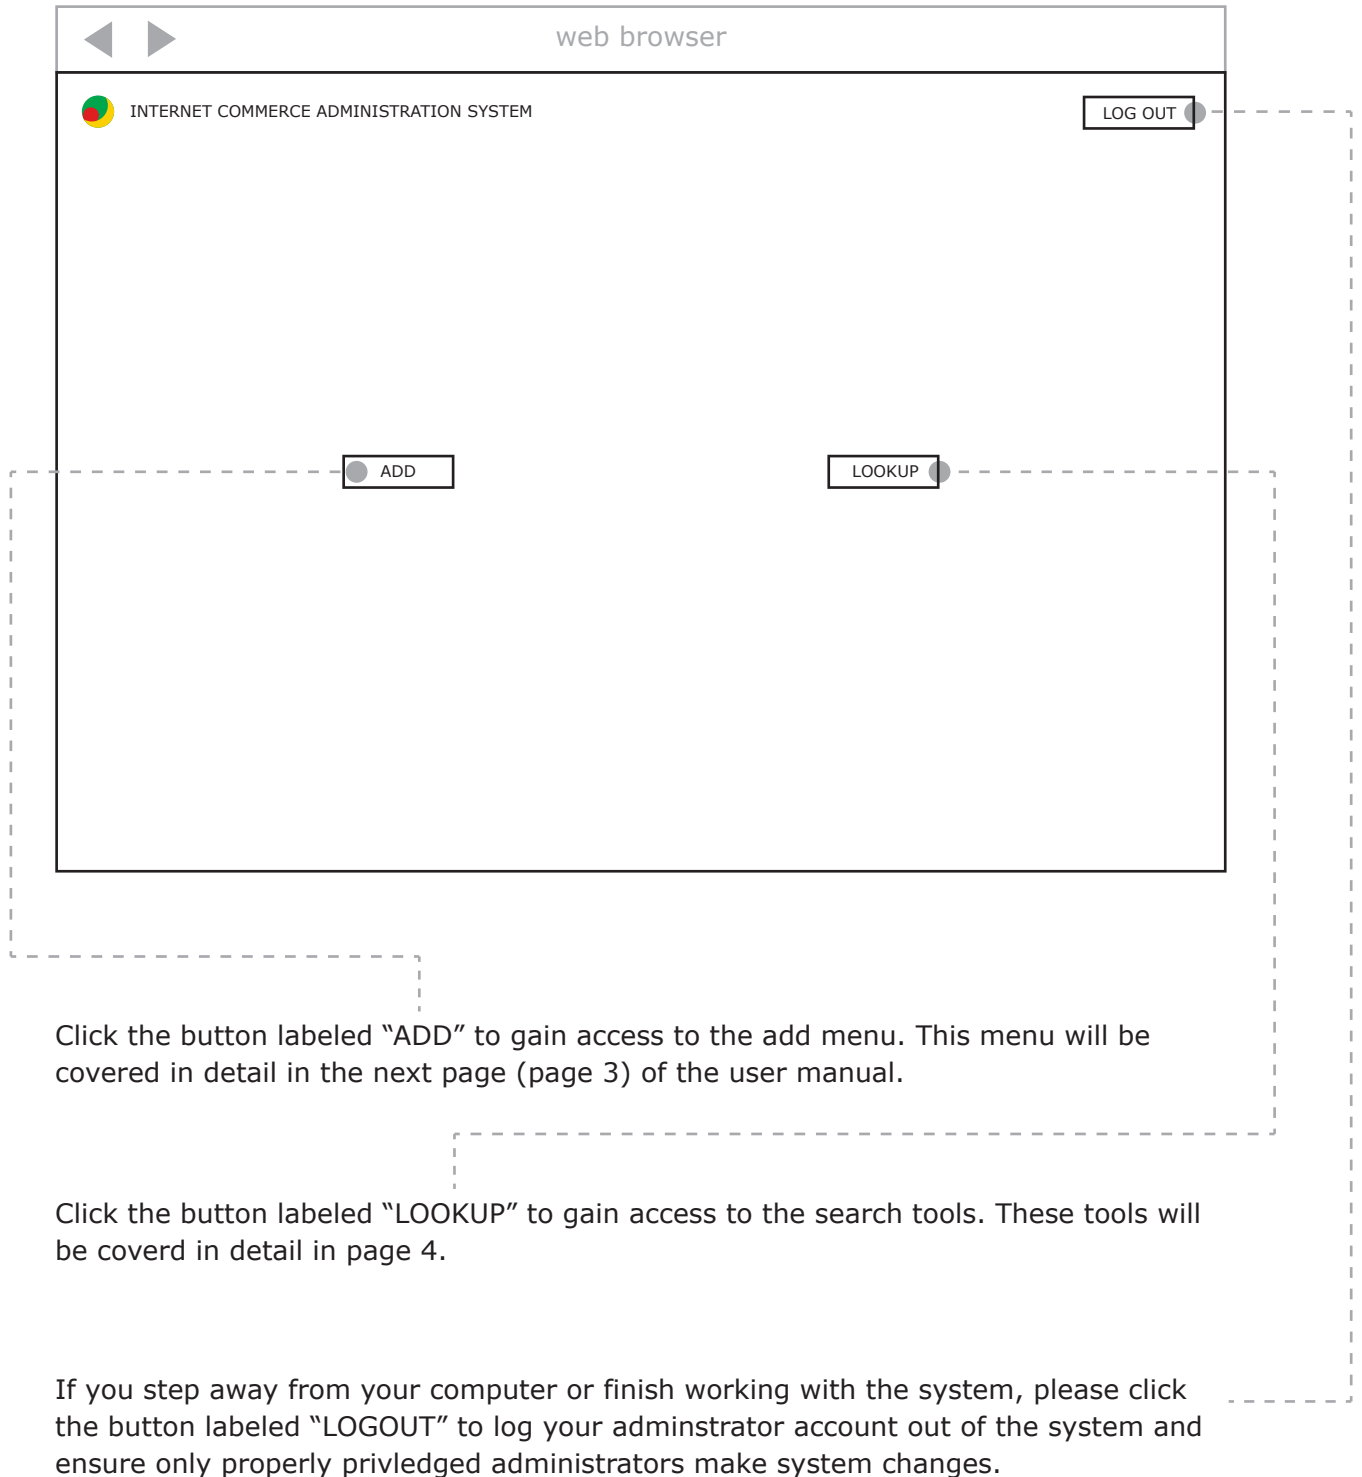 web browser
INTERNET COMMERCE ADMINISTRATION SYSTEM
LOG OUT
ADD
LOOKUP
Click the button labeled “ADD” to gain access to the add menu. This menu will be
covered in detail in the next page (page 3) of the user manual.
Click the button labeled “LOOKUP” to gain access to the search tools. These tools will
be coverd in detail in page 4.
If you step away from your computer or finish working with the system, please click
the button labeled “LOGOUT” to log your adminstrator account out of the system and
ensure only properly privledged administrators make system changes.